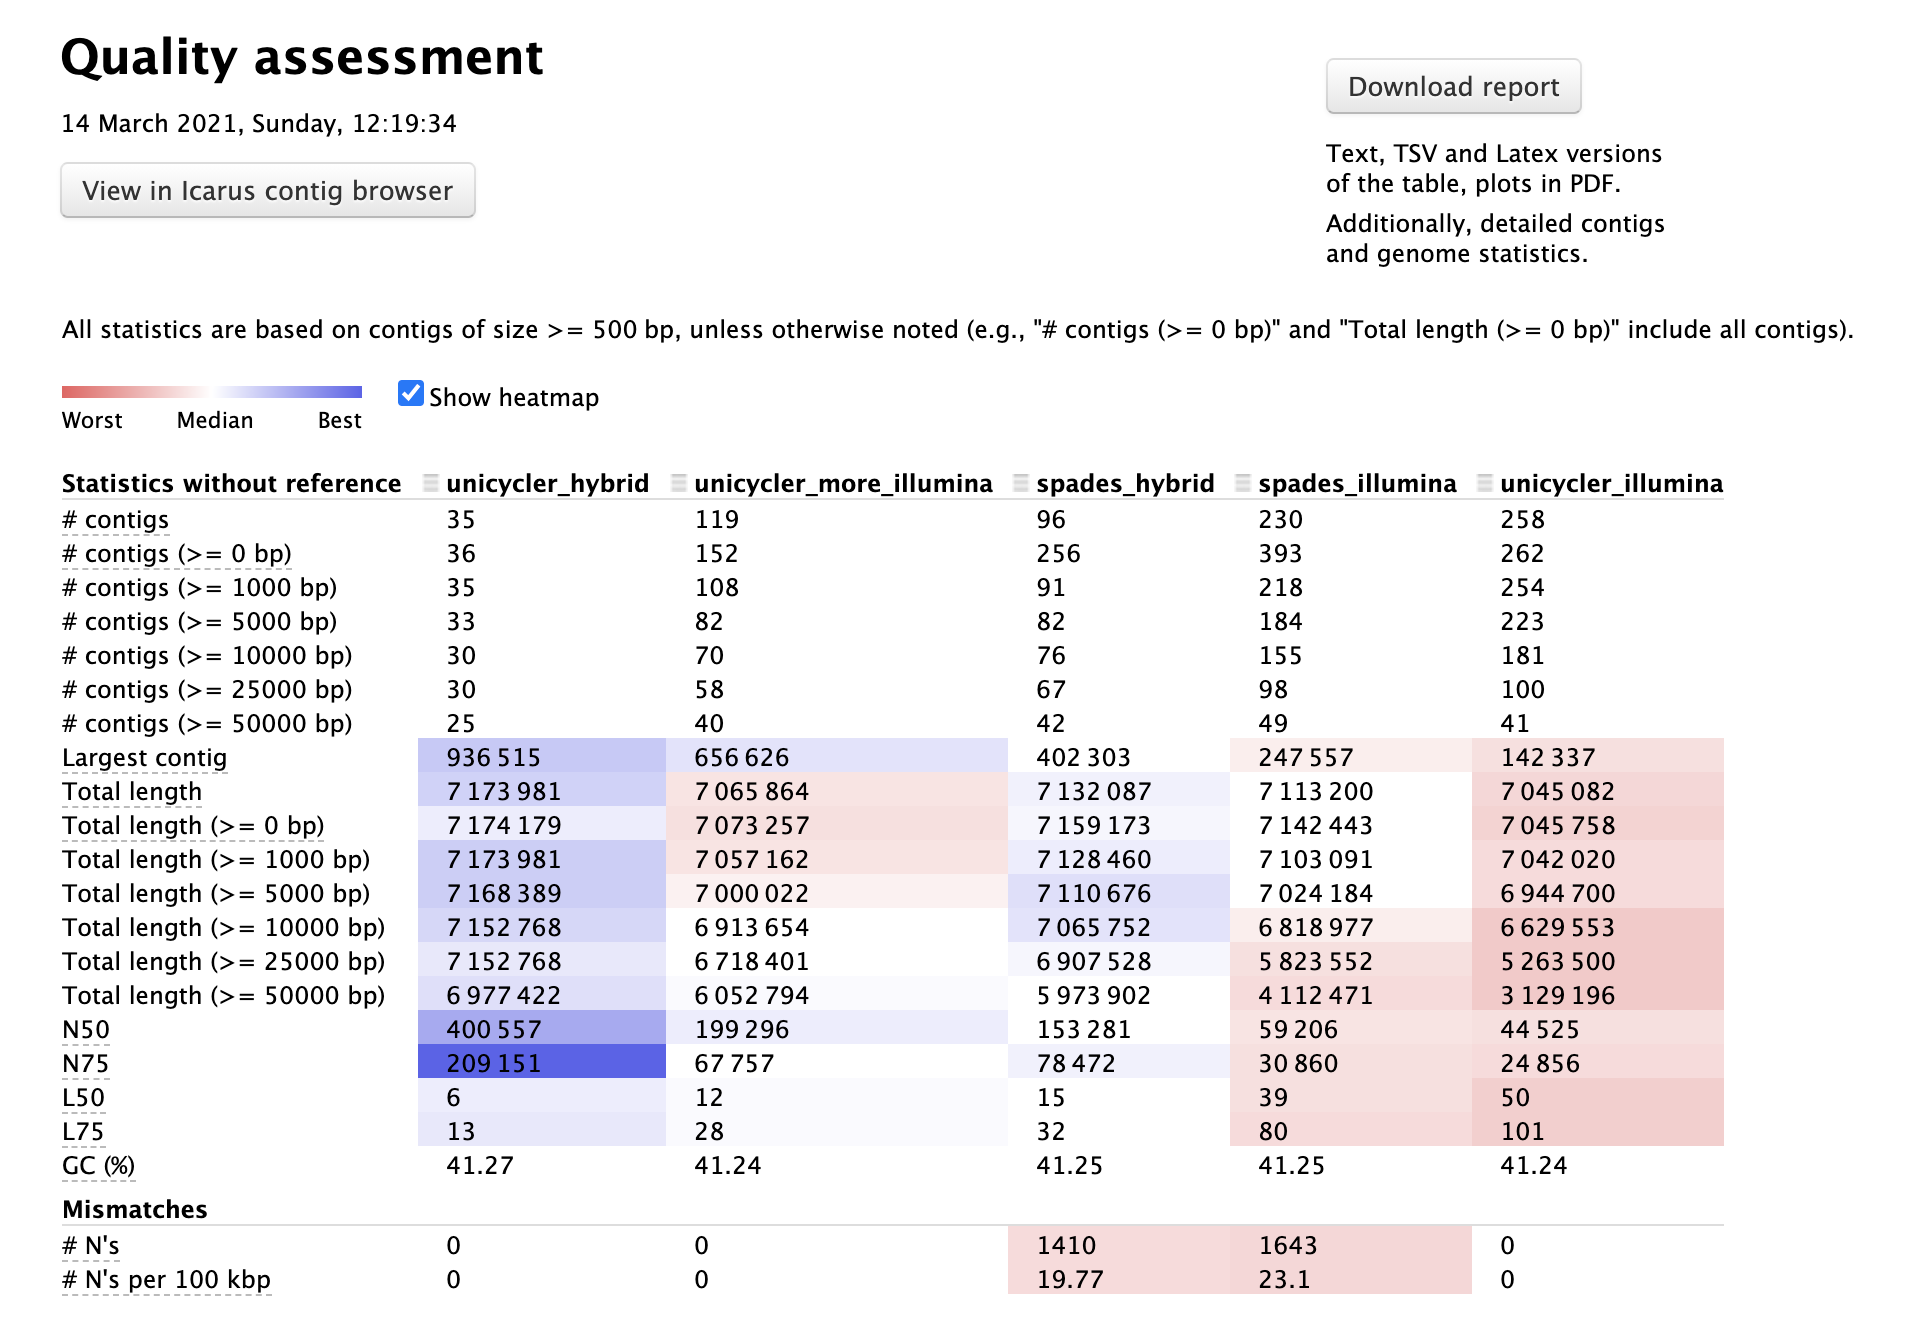 Quality assessment
14 March 2021, Sunday, 12:19:34
View in Icarus contig browser
Download report
Text, TSV and Latex versions
of the table, plots in PDF.
Additionally, detailed contigs
and genome statistics.
All statistics are based on contigs of size >= 500 bp, unless otherwise noted (e.g., "# contigs (>= 0 bp)" and "Total length (>= 0 bp)" include all contigs).
Worst Median Best
Show heatmap
Statistics without reference unicycler_hybrid unicycler_more_illumina spades_hybrid spades_illumina unicycler_illumina
# contigs 35 119 96 230 258
# contigs (>= 0 bp) 36 152 256 393 262
# contigs (>= 1000 bp) 35 108 91 218 254
# contigs (>= 5000 bp) 33 82 82 184 223
# contigs (>= 10000 bp) 30 70 76 155 181
# contigs (>= 25000 bp) 30 58 67 98 100
# contigs (>= 50000 bp) 25 40 42 49 41
Largest contig 936 515 656 626 402 303 247 557 142 337
Total length 7 173 981 7 065 864 7 132 087 7 113 200 7 045 082
Total length (>= 0 bp) 7 174 179 7 073 257 7 159 173 7 142 443 7 045 758
Total length (>= 1000 bp) 7 173 981 7 057 162 7 128 460 7 103 091 7 042 020
Total length (>= 5000 bp) 7 168 389 7 000 022 7 110 676 7 024 184 6 944 700
Total length (>= 10000 bp) 7 152 768 6 913 654 7 065 752 6 818 977 6 629 553
Total length (>= 25000 bp) 7 152 768 6 718 401 6 907 528 5 823 552 5 263 500
Total length (>= 50000 bp) 6 977 422 6 052 794 5 973 902 4 112 471 3 129 196
N50 400 557 199 296 153 281 59 206 44 525
N75 209 151 67 757 78 472 30 860 24 856
L50 6 12 15 39 50
L75 13 28 32 80 101
GC (%) 41.27 41.24 41.25 41.25 41.24
Mismatches
# N's 0 0 1410 1643 0
# N's per 100 kbp 0 0 19.77 23.1 0